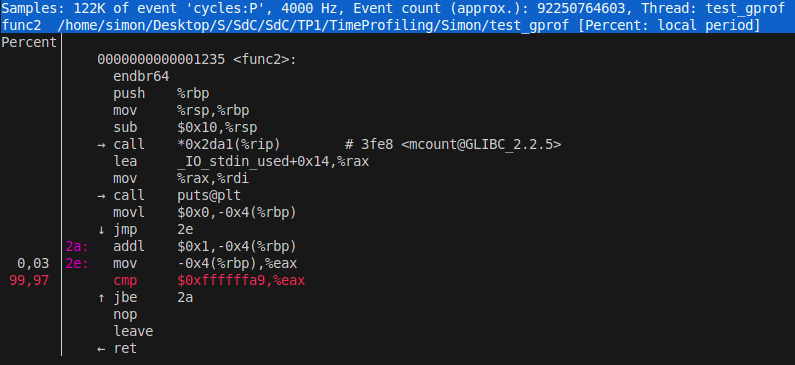 Samples: 122K of event 'cycles:P', 4000 Hz, Event count (approx.): 92250764603, Thread: test_gprof
func2  /home/simon/Desktop/S/SdC/SdC/TP1/TimeProfiling/Simon/test_gprof [Percent: local period]
Percent
0000000000001235 <func2>:
endbr64
push %rbp
mov %rsp,%rbp
sub $0x10,%rsp
→ call *0x2da1(%rip) # 3fe8 <mcount@GLIBC_2.2.5>
lea _IO_stdin_used+0x14,%rax
mov %rax,%rdi
→ call puts@plt
movl $0x0,-0x4(%rbp)
↓ jmp 2e
2a: addl $0x1,-0x4(%rbp)
0,03 2e: mov -0x4(%rbp),%eax
99,97 cmp $0xffffffa9,%eax
↑ jbe 2a
nop
leave
← ret